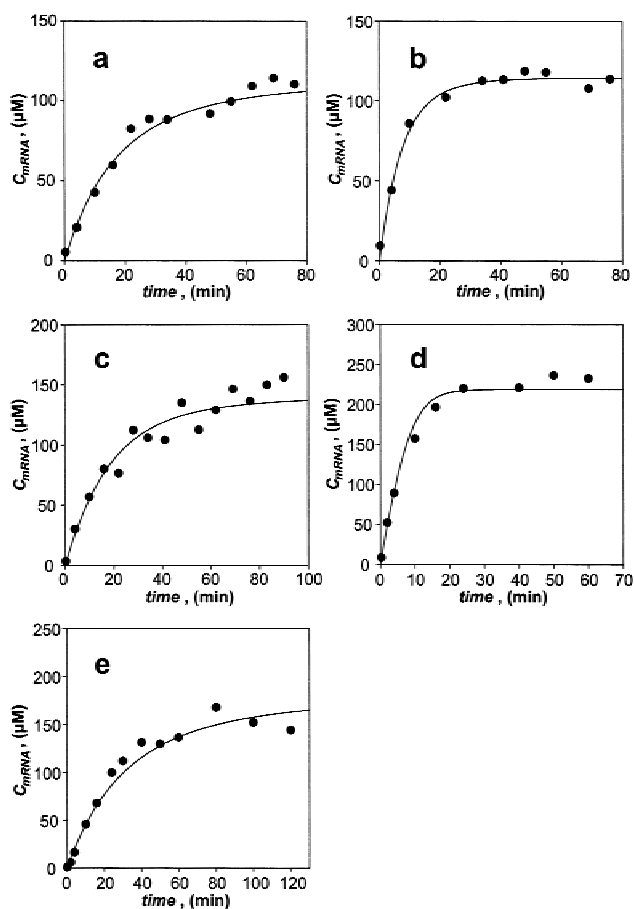 a
C_mRNA, (µM)
150
100
50
0
0 20 40 60 80
time , (min)
b
C_mRNA, (µM)
150
100
50
0
0 20 40 60 80
time , (min)
c
C_mRNA, (µM)
200
150
100
50
0
0 20 40 60 80 100
time , (min)
d
C_mRNA, (µM)
300
250
200
150
100
50
0
0 10 20 30 40 50 60 70
time , (min)
e
C_mRNA, (µM)
250
200
150
100
50
0
0 20 40 60 80 100 120
time , (min)